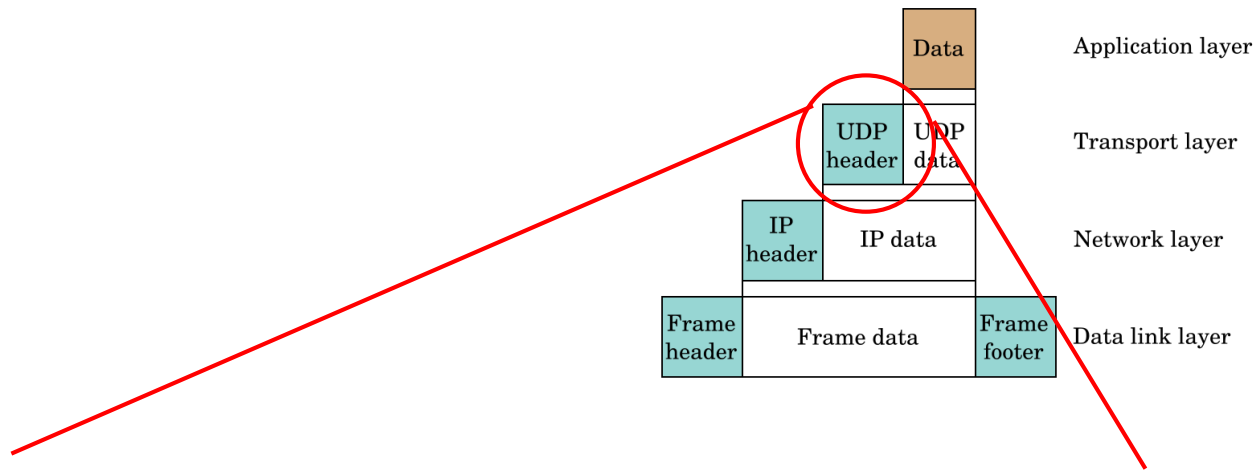 Data
Application layer
UDP
header
UDP
data
Transport layer
IP
header
IP data
Network layer
Frame
header
Frame data
Frame
footer
Data link layer